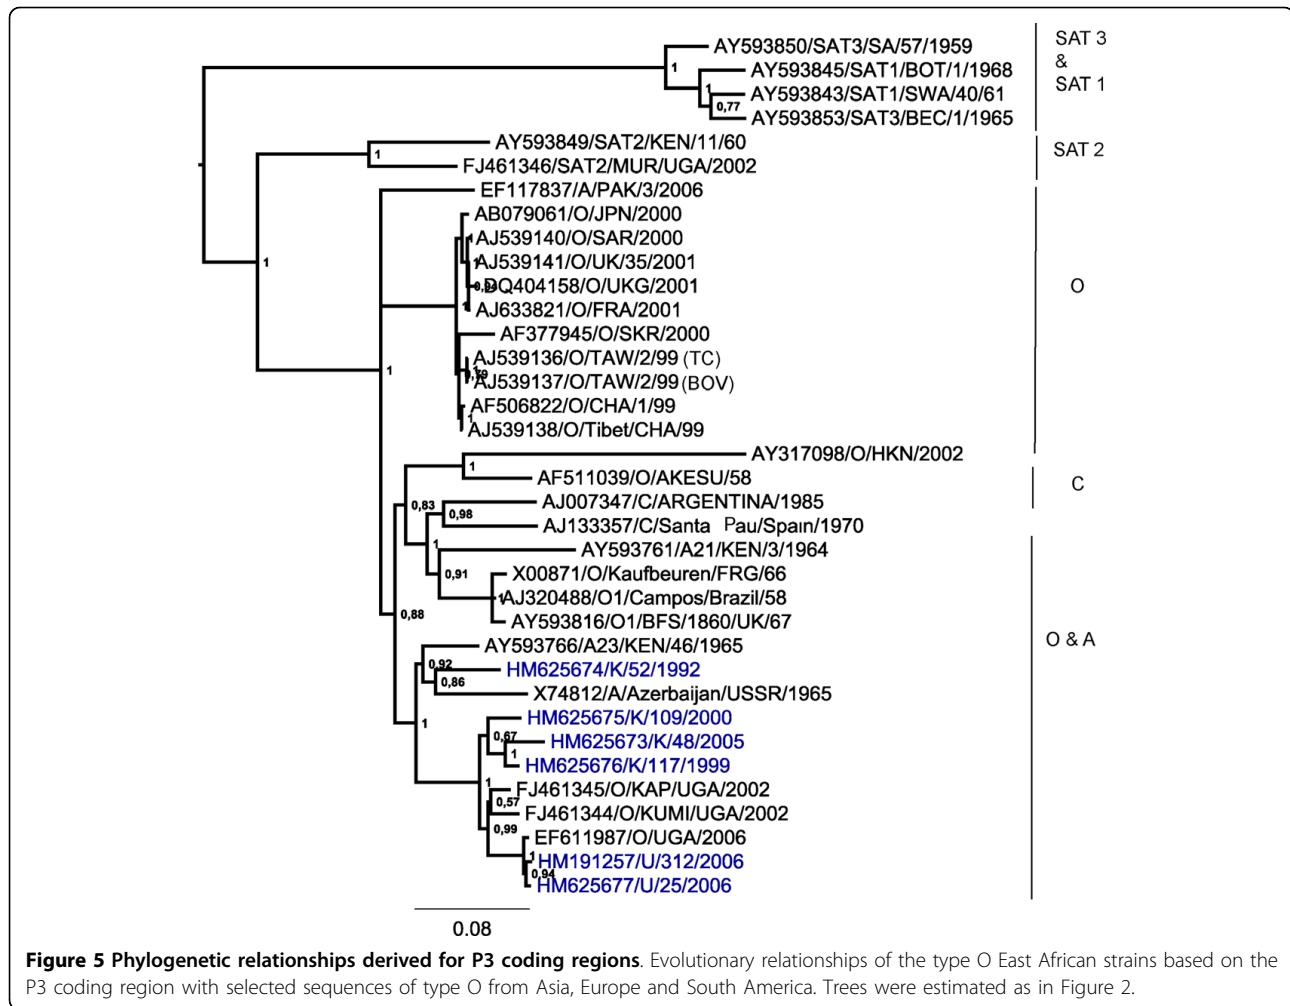 AY593850/SAT3/SA/57/1959
SAT 3
&
SAT 1
1
AY593845/SAT1/BOT/1/1968
1
AY593843/SAT1/SWA/40/61
0,77
AY593853/SAT3/BEC/1/1965
AY593849/SAT2/KEN/11/60
SAT 2
1
FJ461346/SAT2/MUR/UGA/2002
EF117837/A/PAK/3/2006
AB079061/O/JPN/2000
AJ539140/O/SAR/2000
1
AJ539141/O/UK/35/2001
DQ404158/O/UKG/2001
O
AJ633821/O/FRA/2001
AF377945/O/SKR/2000
AJ539136/O/TAW/2/99 (TC)
1
AJ539137/O/TAW/2/99 (BOV)
AF506822/O/CHA/1/99
1
AJ539138/O/Tibet/CHA/99
AY317098/O/HKN/2002
1
AF511039/O/AKESU/58
C
AJ007347/C/ARGENTINA/1985
0,83
0,98
AJ133357/C/Santa Pau/Spain/1970
1
AY593761/A21/KEN/3/1964
0,91
X00871/O/Kaufbeuren/FRG/66
1
AJ320488/O1/Campos/Brazil/58
0,88
AY593816/O1/BFS/1860/UK/67
O & A
AY593766/A23/KEN/46/1965
0,92
HM625674/K/52/1992
0,86
X74812/A/Azerbaijan/USSR/1965
1
HM625675/K/109/2000
0,67
HM625673/K/48/2005
1
HM625676/K/117/1999
1
FJ461345/O/KAP/UGA/2002
0,57
FJ461344/O/KUMI/UGA/2002
0,99
EF611987/O/UGA/2006
1
HM191257/U/312/2006
0,94
HM625677/U/25/2006
0.08
Figure 5 Phylogenetic relationships derived for P3 coding regions. Evolutionary relationships of the type O East African strains based on the
P3 coding region with selected sequences of type O from Asia, Europe and South America. Trees were estimated as in Figure 2.